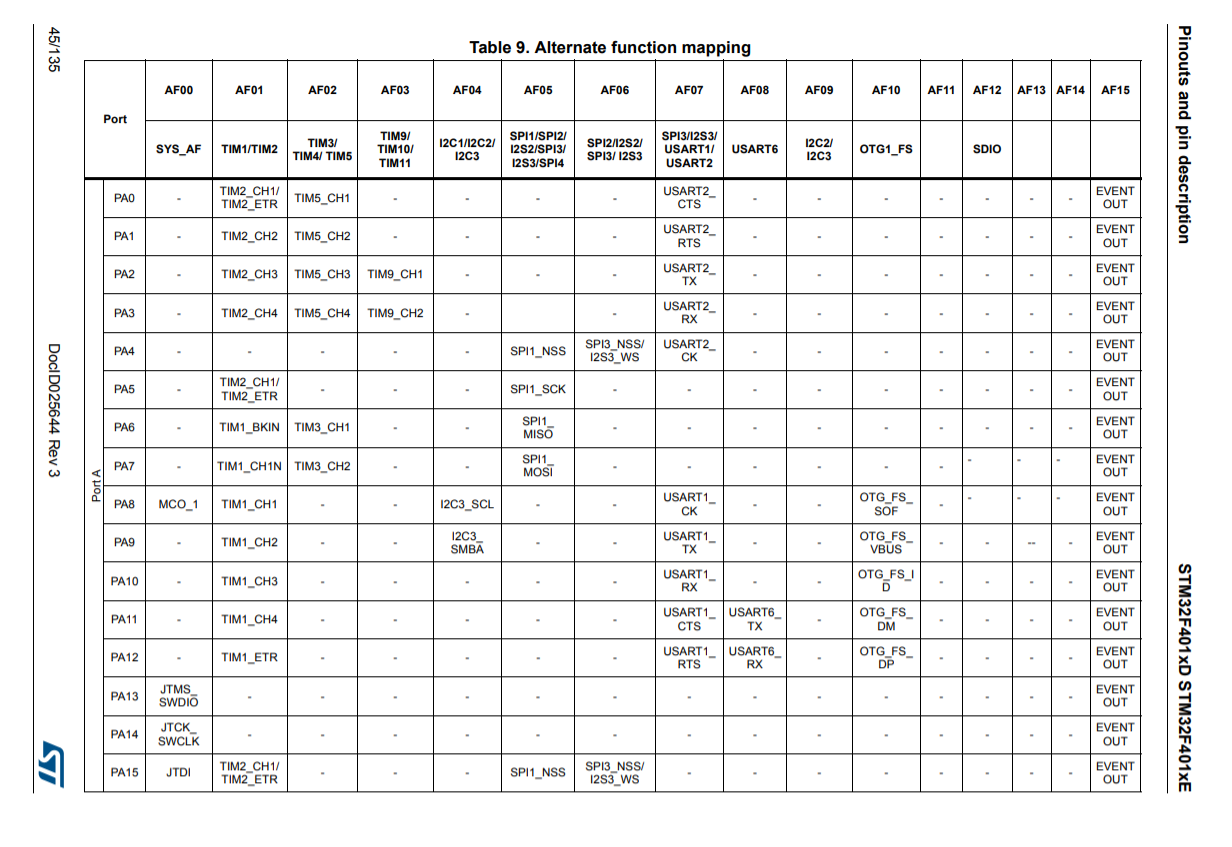 45/135
Table 9. Alternate function mapping
Pinouts and pin description
Port AF00 AF01 AF02 AF03 AF04 AF05 AF06 AF07 AF08 AF09 AF10 AF11 AF12 AF13 AF14 AF15
SYS_AF TIM1/TIM2 TIM3/ TIM4/ TIM5 TIM9/ TIM10/ TIM11 I2C1/I2C2/ I2C3 SPI1/SPI2/ I2S2/SPI3/ I2S3/SPI4 SPI2/I2S2/ SPI3/ I2S3 SPI3/I2S3/ USART1/ USART2 USART6 I2C2/ I2C3 OTG1_FS SDIO
Port A
PA0 - TIM2_CH1/ TIM2_ETR TIM5_CH1 - - - - USART2_ CTS - - - - - - - EVENT OUT
PA1 - TIM2_CH2 TIM5_CH2 - - - - USART2_ RTS - - - - - - - EVENT OUT
PA2 - TIM2_CH3 TIM5_CH3 TIM9_CH1 - - - USART2_ TX - - - - - - - EVENT OUT
PA3 - TIM2_CH4 TIM5_CH4 TIM9_CH2 - - - USART2_ RX - - - - - - - EVENT OUT
PA4 - - - - - SPI1_NSS SPI3_NSS/ I2S3_WS USART2_ CK - - - - - - - EVENT OUT
PA5 - TIM2_CH1/ TIM2_ETR - - - SPI1_SCK - - - - - - - - - EVENT OUT
PA6 - TIM1_BKIN TIM3_CH1 - - SPI1_ MISO - - - - - - - - - EVENT OUT
PA7 - TIM1_CH1N TIM3_CH2 - - SPI1_ MOSI - - - - - - - - - EVENT OUT
PA8 MCO_1 TIM1_CH1 - - I2C3_SCL - - USART1_ CK - - OTG_FS_ SOF - - - - EVENT OUT
PA9 - TIM1_CH2 - - I2C3_ SMBA - - USART1_ TX - - OTG_FS_ VBUS - - -- - EVENT OUT
PA10 - TIM1_CH3 - - - - - USART1_ RX - - OTG_FS_I D - - - - EVENT OUT
PA11 - TIM1_CH4 - - - - - USART1_ CTS USART6_ TX - OTG_FS_ DM - - - - EVENT OUT
PA12 - TIM1_ETR - - - - - USART1_ RTS USART6_ RX - OTG_FS_ DP - - - - EVENT OUT
PA13 JTMS_ SWDIO - - - - - - - - - - - - - - EVENT OUT
PA14 JTCK_ SWCLK - - - - - - - - - - - - - - EVENT OUT
PA15 JTDI TIM2_CH1/ TIM2_ETR - - - SPI1_NSS SPI3_NSS/ I2S3_WS - - - - - - - - EVENT OUT
DocID025644 Rev 3
ST
STM32F401xD STM32F401xE